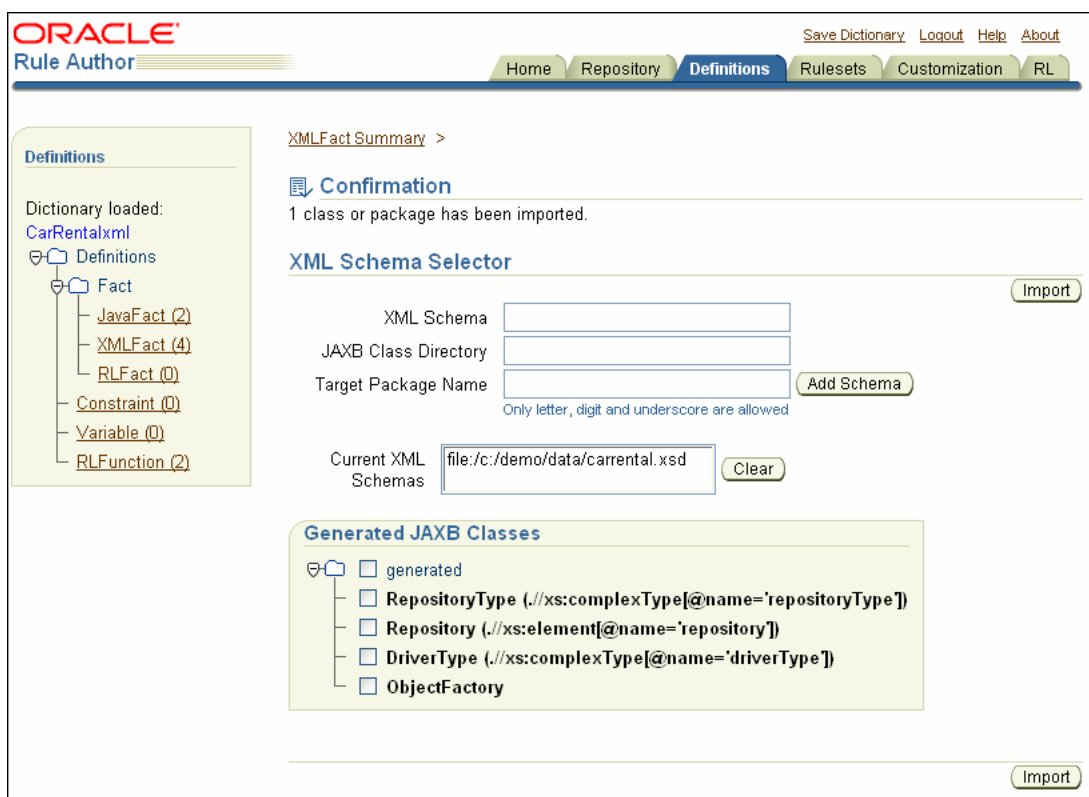 ORACLE
Rule Author
Save Dictionary Logout Help About
Home Repository Definitions Rulesets Customization RL
Definitions
Dictionary loaded:
CarRentalxml
Definitions
Fact
JavaFact (2)
XMLFact (4)
RLFact (0)
Constraint (0)
Variable (0)
RLFunction (2)
XMLFact Summary >
Confirmation
1 class or package has been imported.
XML Schema Selector
Import
XML Schema
JAXB Class Directory
Target Package Name Add Schema
Only letter, digit and underscore are allowed
Current XML file:/c:/demo/data/carrental.xsd Clear
Schemas
Generated JAXB Classes
generated
RepositoryType (.//xs:complexType[@name='repositoryType'])
Repository (.//xs:element[@name='repository'])
DriverType (.//xs:complexType[@name='driverType'])
ObjectFactory
Import